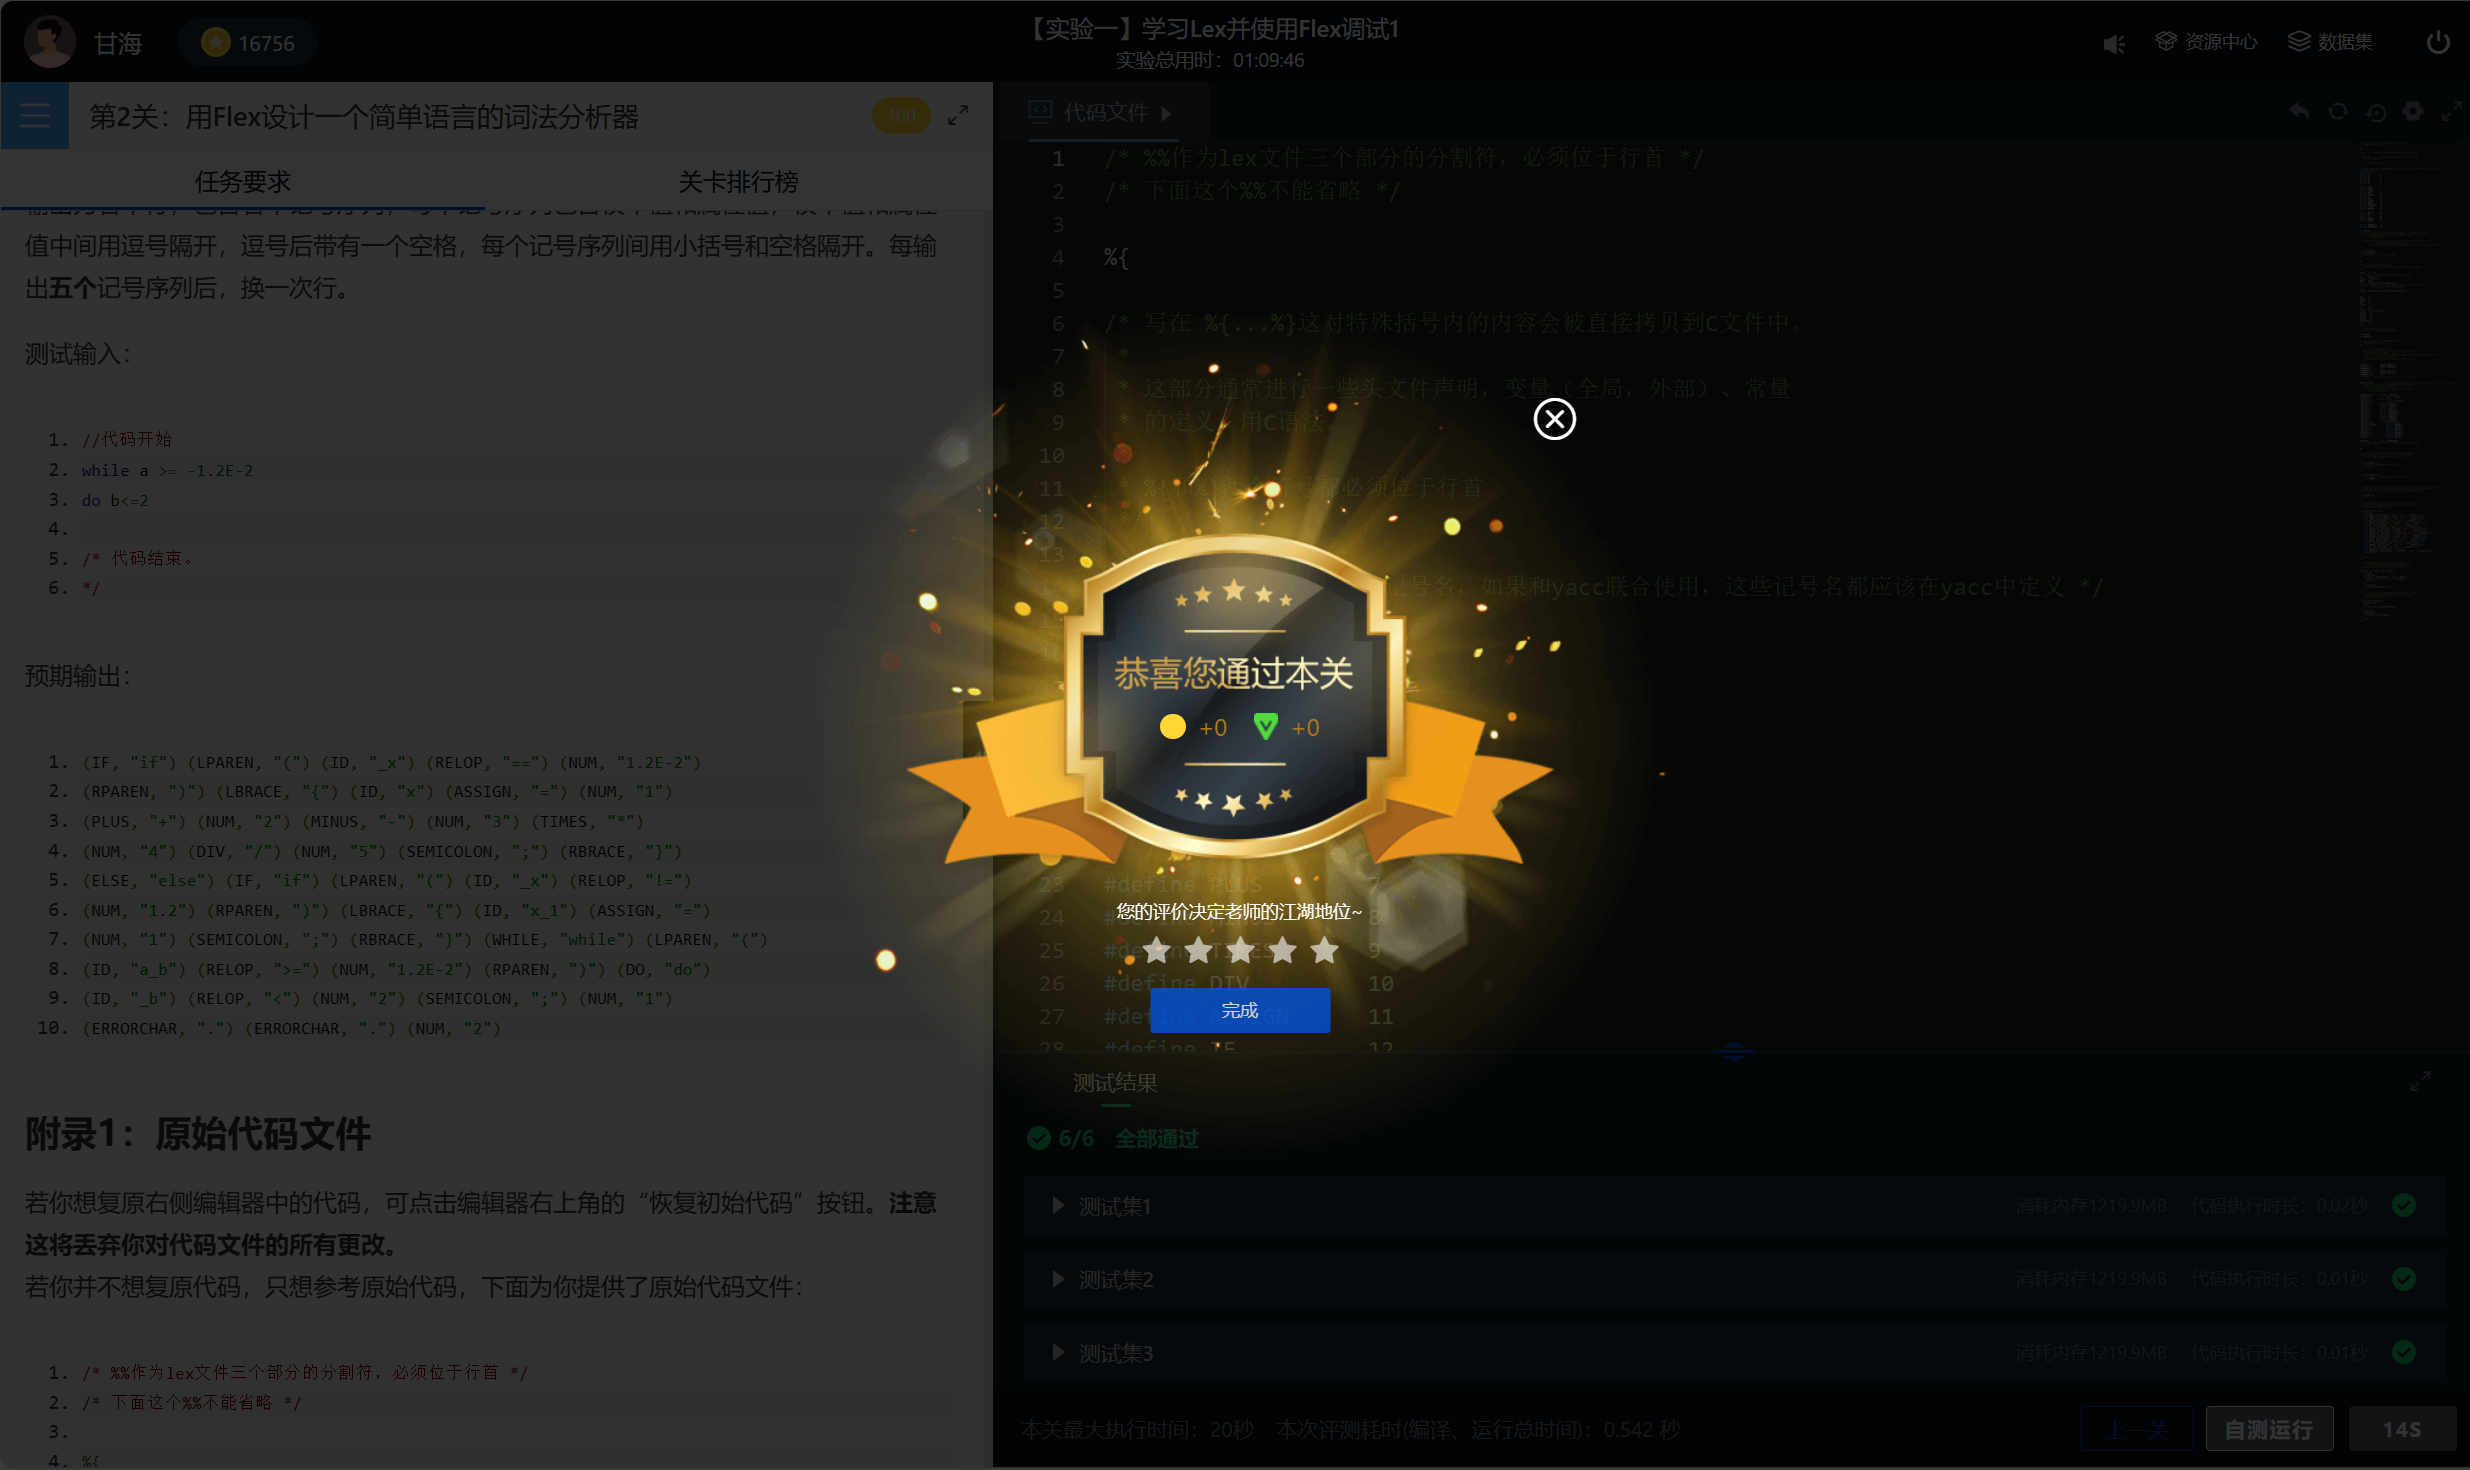 甘海
16756
【实验一】学习Lex并使用Flex调试1
实验总用时：01:09:46
资源中心
数据集
第2关：用Flex设计一个简单语言的词法分析器
100
任务要求
关卡排行榜
值中间用逗号隔开，逗号后带有一个空格，每个记号序列间用小括号和空格隔开。每输
出五个记号序列后，换一次行。
测试输入：
1. //代码开始
2. while a >= -1.2E-2
3. do b<=2
4.
5. /* 代码结束。
6. */
预期输出：
1. (IF, "if") (LPAREN, "(") (ID, "_x") (RELOP, "==") (NUM, "1.2E-2")
2. (RPAREN, ")") (LBRACE, "{") (ID, "x") (ASSIGN, "=") (NUM, "1")
3. (PLUS, "+") (NUM, "2") (MINUS, "-") (NUM, "3") (TIMES, "*")
4. (NUM, "4") (DIV, "/") (NUM, "5") (SEMICOLON, ";") (RBRACE, "}")
5. (ELSE, "else") (IF, "if") (LPAREN, "(") (ID, "_x") (RELOP, "!=")
6. (NUM, "1.2") (RPAREN, ")") (LBRACE, "{") (ID, "x_1") (ASSIGN, "=")
7. (NUM, "1") (SEMICOLON, ";") (RBRACE, "}") (WHILE, "while") (LPAREN, "(")
8. (ID, "a_b") (RELOP, ">=") (NUM, "1.2E-2") (RPAREN, ")") (DO, "do")
9. (ID, "_b") (RELOP, "<") (NUM, "2") (SEMICOLON, ";") (NUM, "1")
10. (ERRORCHAR, ".") (ERRORCHAR, ".") (NUM, "2")
附录1：原始代码文件
若你想复原右侧编辑器中的代码，可点击编辑器右上角的“恢复初始代码”按钮。注意
这将丢弃你对代码文件的所有更改。
若你并不想复原代码，只想参考原始代码，下面为你提供了原始代码文件：
1. /* %%作为lex文件三个部分的分割符，必须位于行首 */
2. /* 下面这个%%不能省略 */
3.
4. %{
代码文件
1 /* %%作为lex文件三个部分的分割符，必须位于行首 */
2 /* 下面这个%%不能省略 */
3
4 %{
5
6 /* 写在 %{...%}这对特殊括号内的内容会被直接拷贝到C文件中。
7 *
8 * 这部分通常进行一些头文件声明，变量（全局，外部）、常量
9 * 的定义，用C语法。
10
11 都必须位于行首
12
13
记号名，如果和yacc联合使用，这些记号名都应该在yacc中定义 */
恭喜您通过本关
+0 +0
23 #define PLUS 7
24 8
您的评价决定老师的江湖地位~
25 TIMES 9
26 #define DIV 10
27 #define ASSIGN 11
完成
28 #define IF 12
测试结果
6/6 全部通过
测试集1 消耗内存1219.9MB 代码执行时长：0.02秒
测试集2 消耗内存1219.9MB 代码执行时长：0.01秒
测试集3 消耗内存1219.9MB 代码执行时长：0.01秒
本关最大执行时间：20秒 本次评测耗时(编译、运行总时间)：0.542 秒
上一关
自测运行
14S